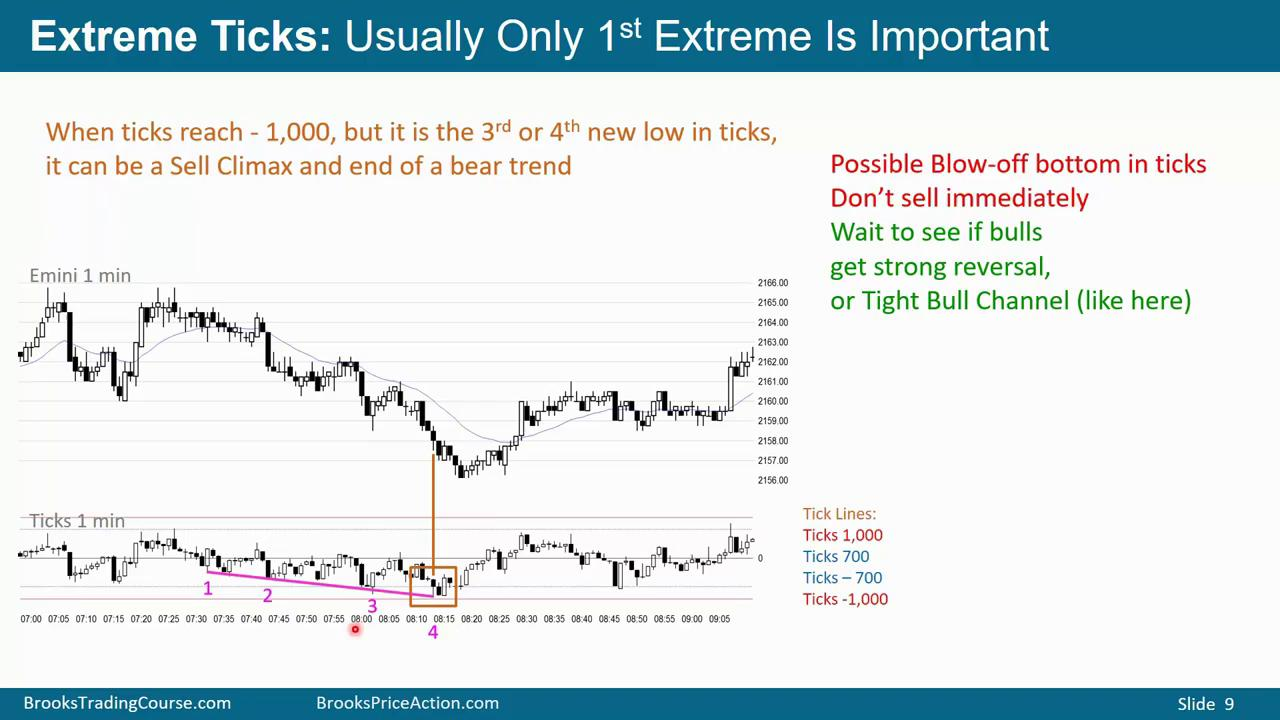 Extreme Ticks: Usually Only 1st Extreme Is Important
When ticks reach - 1,000, but it is the 3rd or 4th new low in ticks,
it can be a Sell Climax and end of a bear trend
Possible Blow-off bottom in ticks
Don’t sell immediately
Wait to see if bulls
get strong reversal,
or Tight Bull Channel (like here)
Emini 1 min
2166.00
2165.00
2164.00
2163.00
2162.00
2161.00
2160.00
2159.00
2158.00
2157.00
2156.00
Ticks 1 min
0
1
2
3
4
07:00 07:05 07:10 07:15 07:20 07:25 07:30 07:35 07:40 07:45 07:50 07:55 08:00 08:05 08:10 08:15 08:20 08:25 08:30 08:35 08:40 08:45 08:50 08:55 09:00 09:05
Tick Lines:
Ticks 1,000
Ticks 700
Ticks – 700
Ticks -1,000
BrooksTradingCourse.com
BrooksPriceAction.com
Slide 9